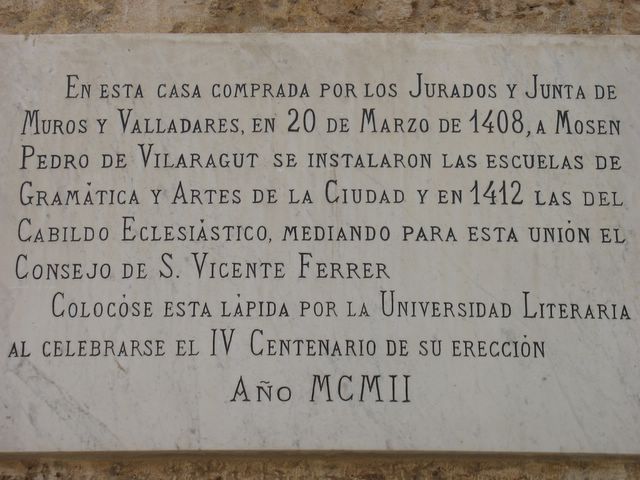 En esta casa comprada por los Jurados y Junta de
Muros y Valladares, en 20 de Marzo de 1408, a Mosen
Pedro de Vilaragut se instalaron las escuelas de
Gramática y Artes de la Ciudad y en 1412 las del
Cabildo Eclesiástico, mediando para esta unión el
Consejo de S. Vicente Ferrer
Colocóse esta lápida por la Universidad Literaria
al celebrarse el IV Centenario de su erección
Año MCMII